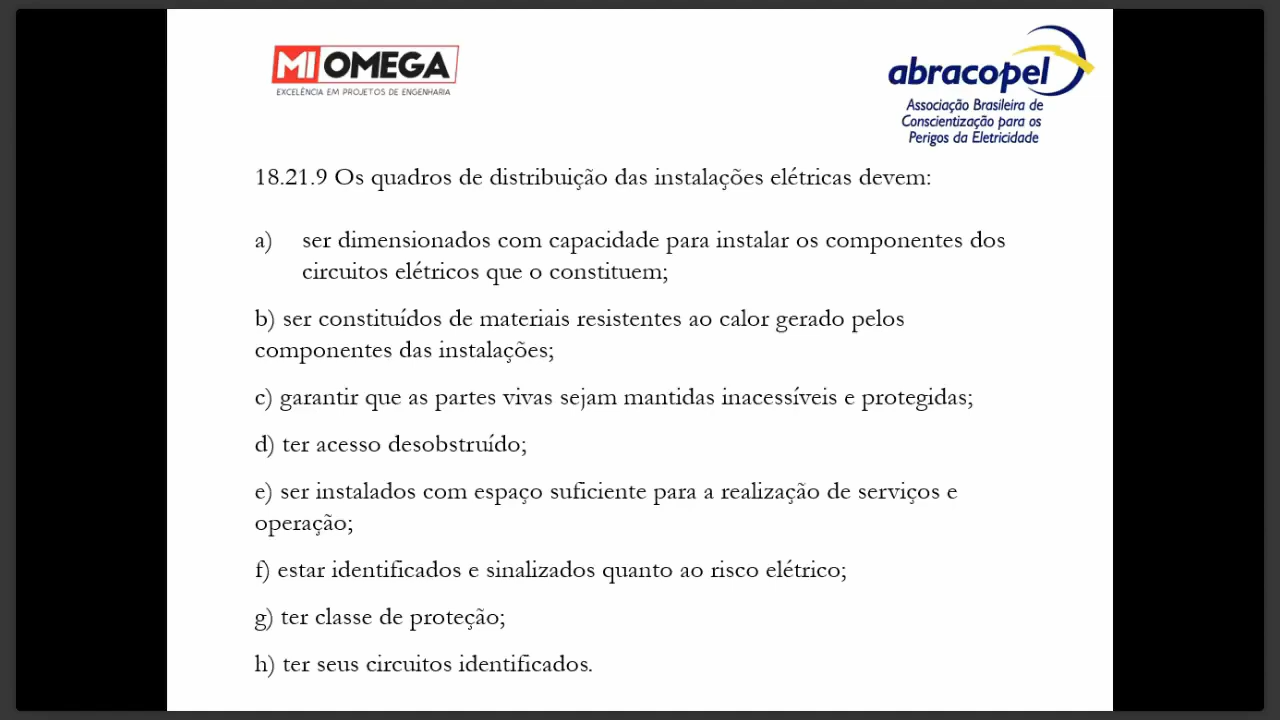 MI OMEGA
EXCELÊNCIA EM PROJETOS DE ENGENHARIA
abracopel
Associação Brasileira de
Conscientização para os
Perigos da Eletricidade
18.21.9 Os quadros de distribuição das instalações elétricas devem:
a) ser dimensionados com capacidade para instalar os componentes dos
circuitos elétricos que o constituem;
b) ser constituídos de materiais resistentes ao calor gerado pelos
componentes das instalações;
c) garantir que as partes vivas sejam mantidas inacessíveis e protegidas;
d) ter acesso desobstruído;
e) ser instalados com espaço suficiente para a realização de serviços e
operação;
f) estar identificados e sinalizados quanto ao risco elétrico;
g) ter classe de proteção;
h) ter seus circuitos identificados.